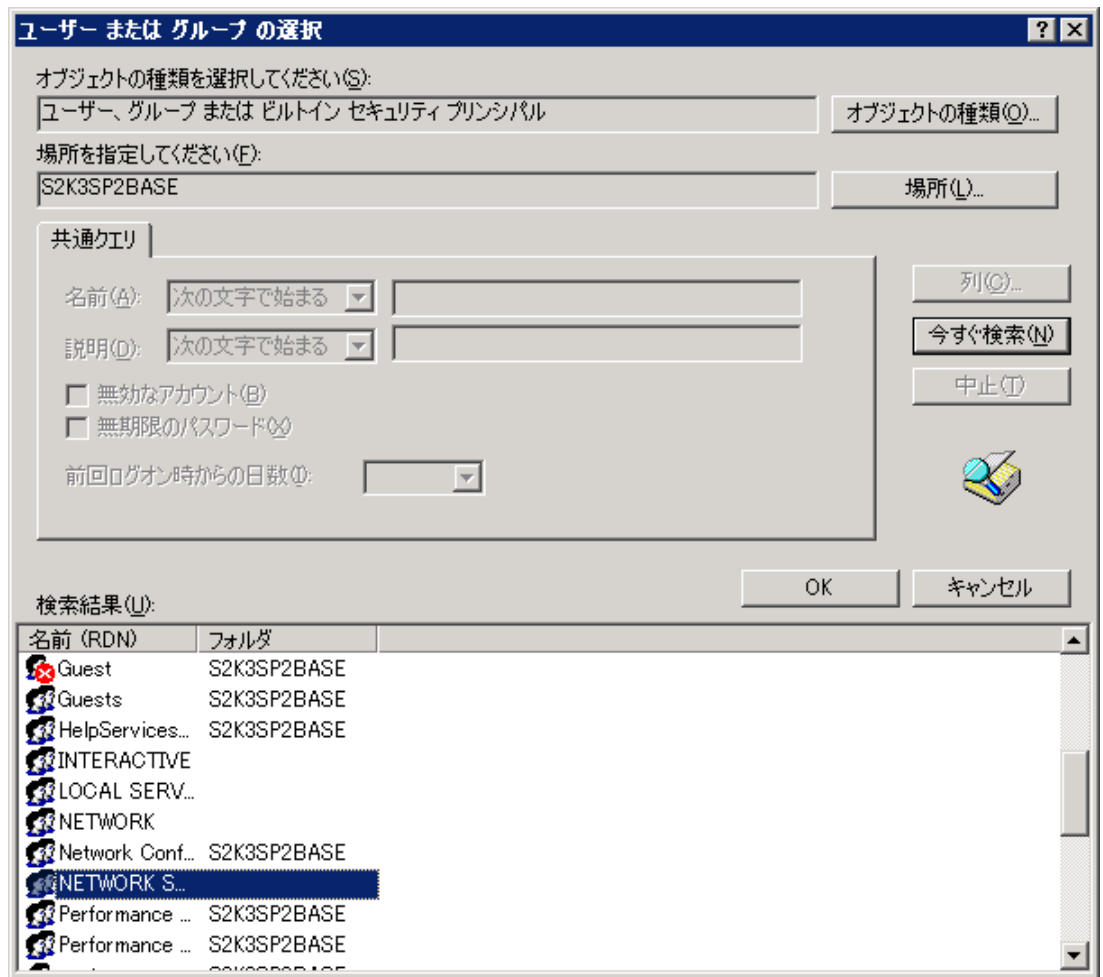 ユーザー または グループ の選択
オブジェクトの種類を選択してください(S):
ユーザー、グループ または ビルトイン セキュリティ プリンシパル
オブジェクトの種類(O)...
場所を指定してください(F):
S2K3SP2BASE
場所(L)...
共通クエリ
名前(A): 次の文字で始まる
列(C)...
説明(D): 次の文字で始まる
今すぐ検索(N)
無効なアカウント(B)
中止(T)
無期限のパスワード(X)
前回ログオン時からの日数(I):
OK
キャンセル
検索結果(U):
名前 (RDN) フォルダ
Guest S2K3SP2BASE
Guests S2K3SP2BASE
HelpServices... S2K3SP2BASE
INTERACTIVE
LOCAL SERV...
NETWORK
Network Conf... S2K3SP2BASE
NETWORK S...
Performance ... S2K3SP2BASE
Performance ... S2K3SP2BASE